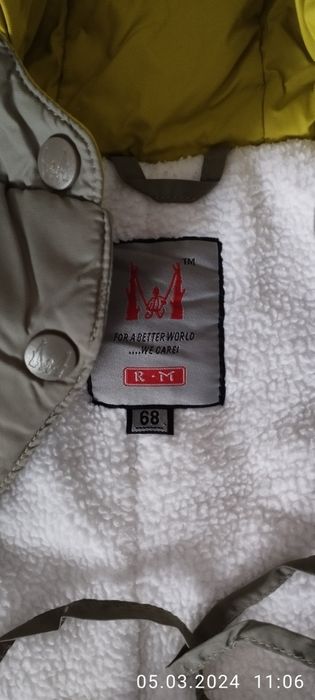 TM
FOR A BETTER WORLD
....WE CARE!
R·M
68
05.03.2024 11:06